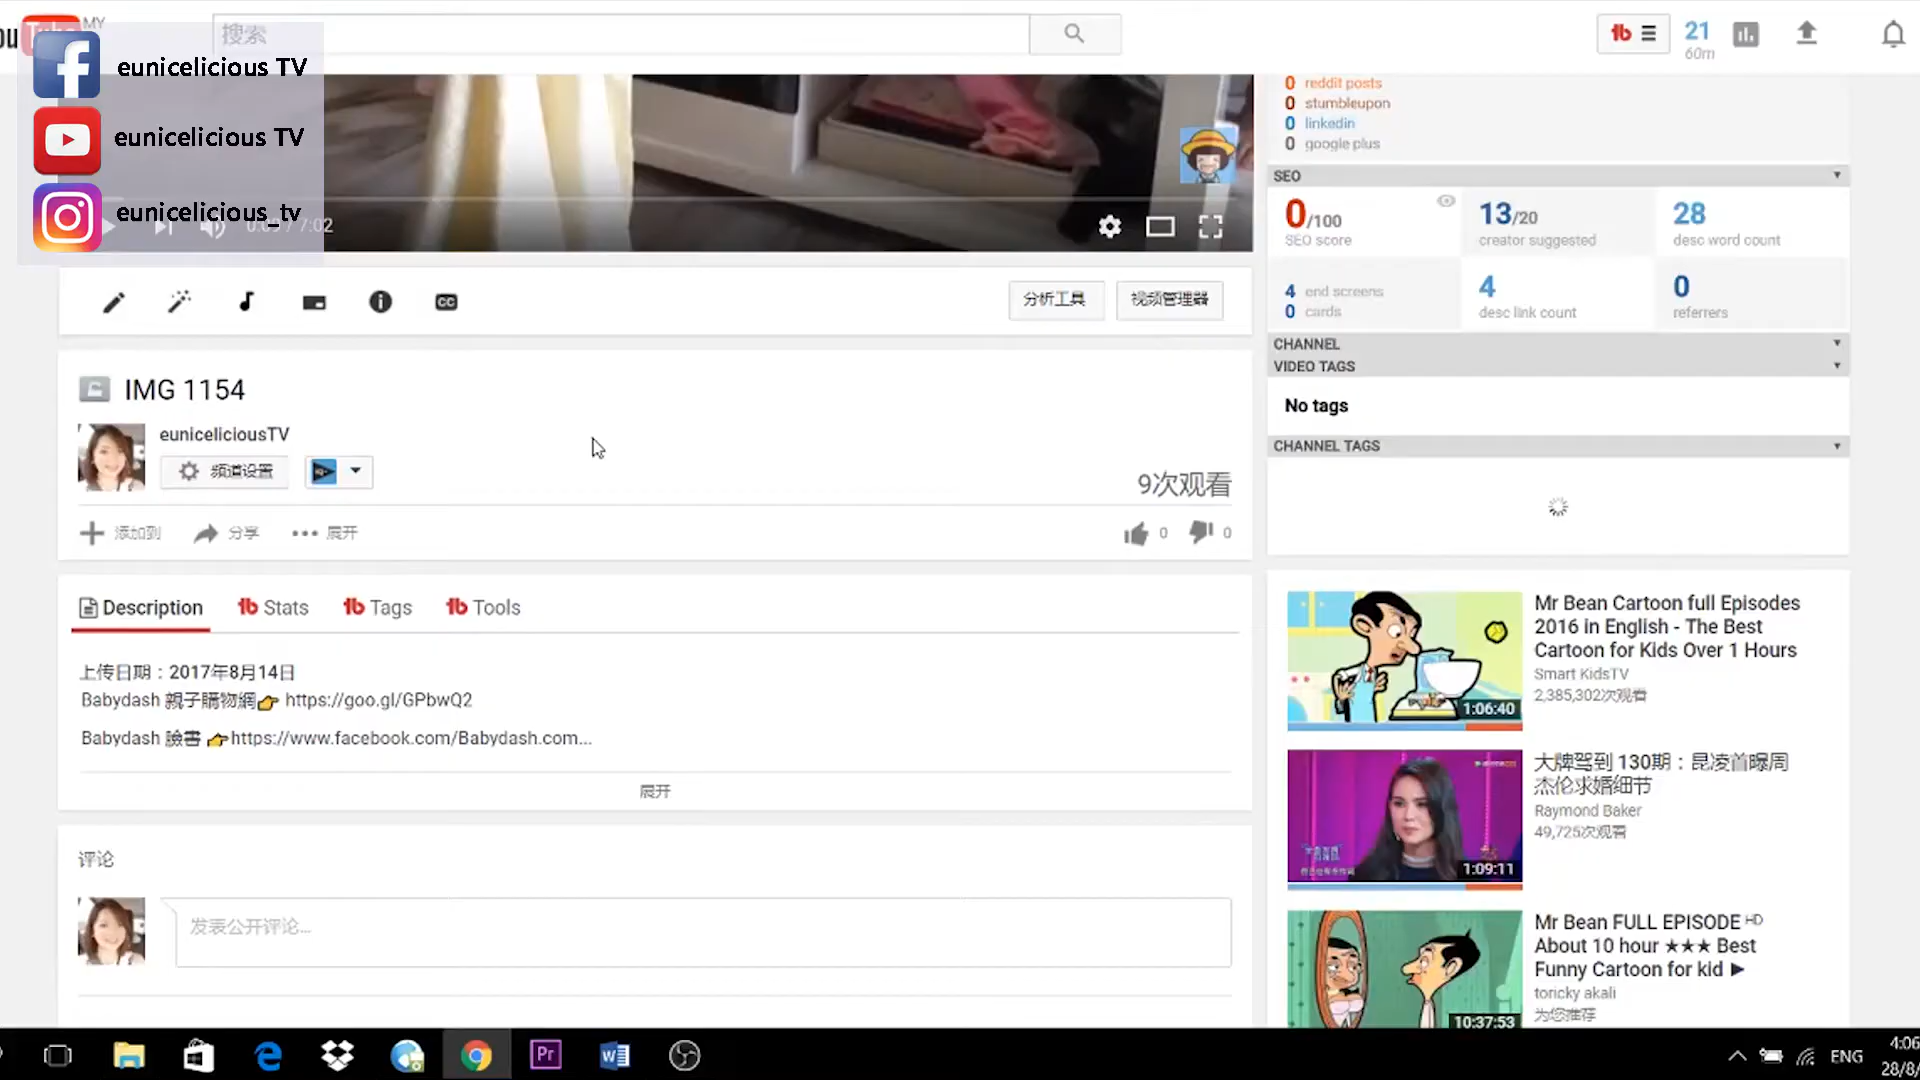 MY
搜索
21
60m
eunicelicious TV
eunicelicious TV
eunicelicious_tv
0:09 / 7:02
0 reddit posts
0 stumbleupon
0 linkedin
0 google plus
SEO
0/100
SEO score
13/20
creator suggested
28
desc word count
4 end screens
0 cards
4
desc link count
0
referrers
CC
分析工具
视频管理器
CHANNEL
VIDEO TAGS
No tags
CHANNEL TAGS
IMG 1154
euniceliciousTV
频道设置
9次观看
添加到
分享
展开
0
0
Description
Stats
Tags
Tools
上传日期：2017年8月14日
Babydash 親子購物網👉 https://goo.gl/GPbwQ2
Babydash 臉書 👉https://www.facebook.com/Babydash.com...
展开
评论
发表公开评论...
1:06:40
Mr Bean Cartoon full Episodes
2016 in English - The Best
Cartoon for Kids Over 1 Hours
Smart KidsTV
2,385,302次观看
1:09:11
大牌驾到 130期：昆凌首曝周
杰伦求婚细节
Raymond Baker
49,725次观看
10:37:53
Mr Bean FULL EPISODE HD
About 10 hour ★★★ Best
Funny Cartoon for kid ►
toricky akali
为您推荐
Pr
ENG
4:06
28/8/